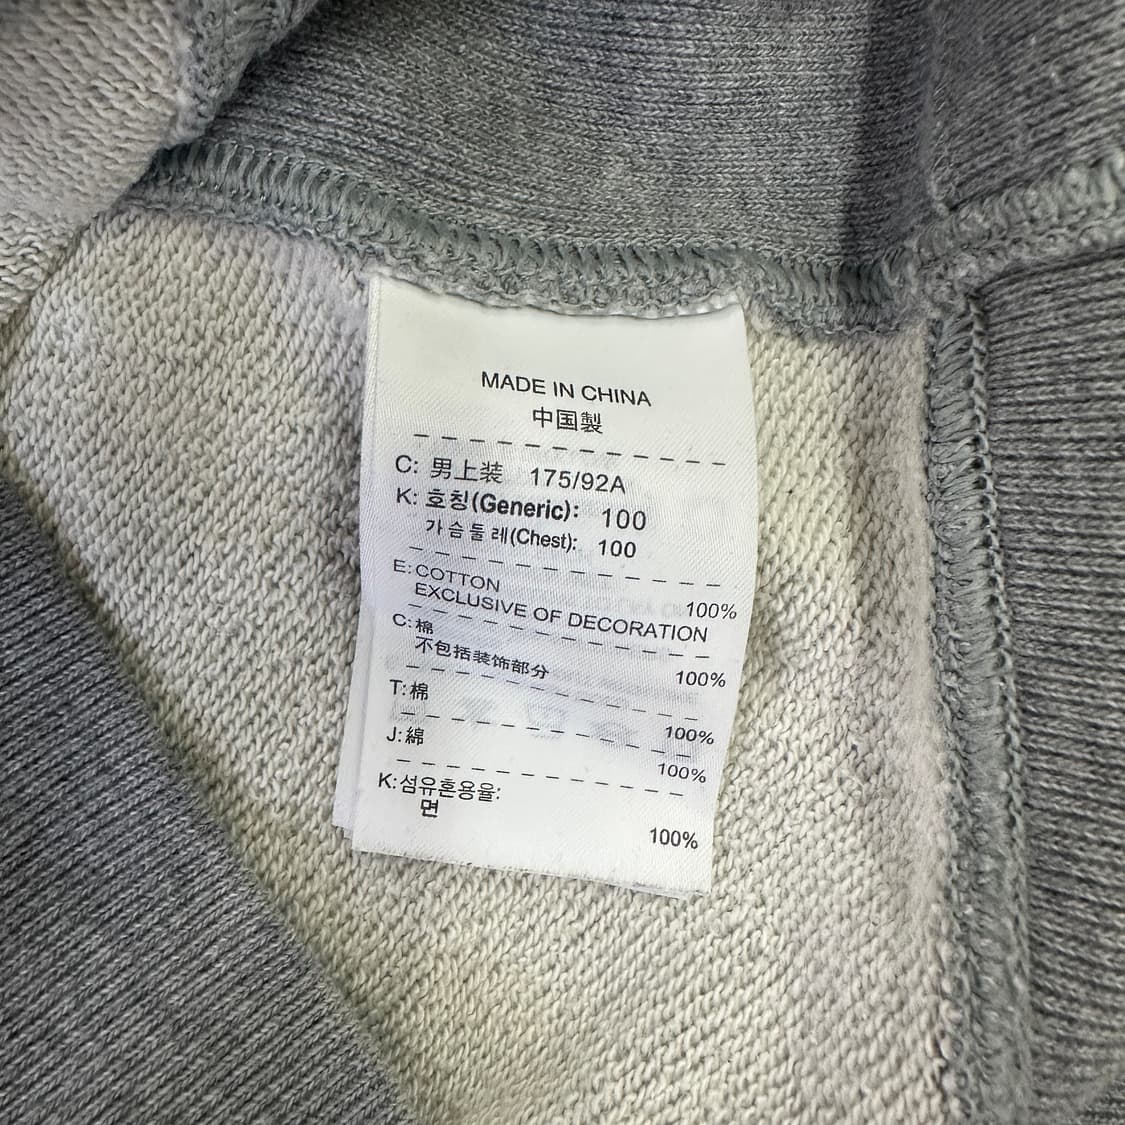 MADE IN CHINA
中国製
C: 男上装 175/92A
K: 호칭(Generic): 100
가슴둘레(Chest): 100
E:COTTON 100%
EXCLUSIVE OF DECORATION
C:棉 100%
不包括装饰部分
T:棉 100%
J:綿 100%
K:섬유혼용율:
면 100%